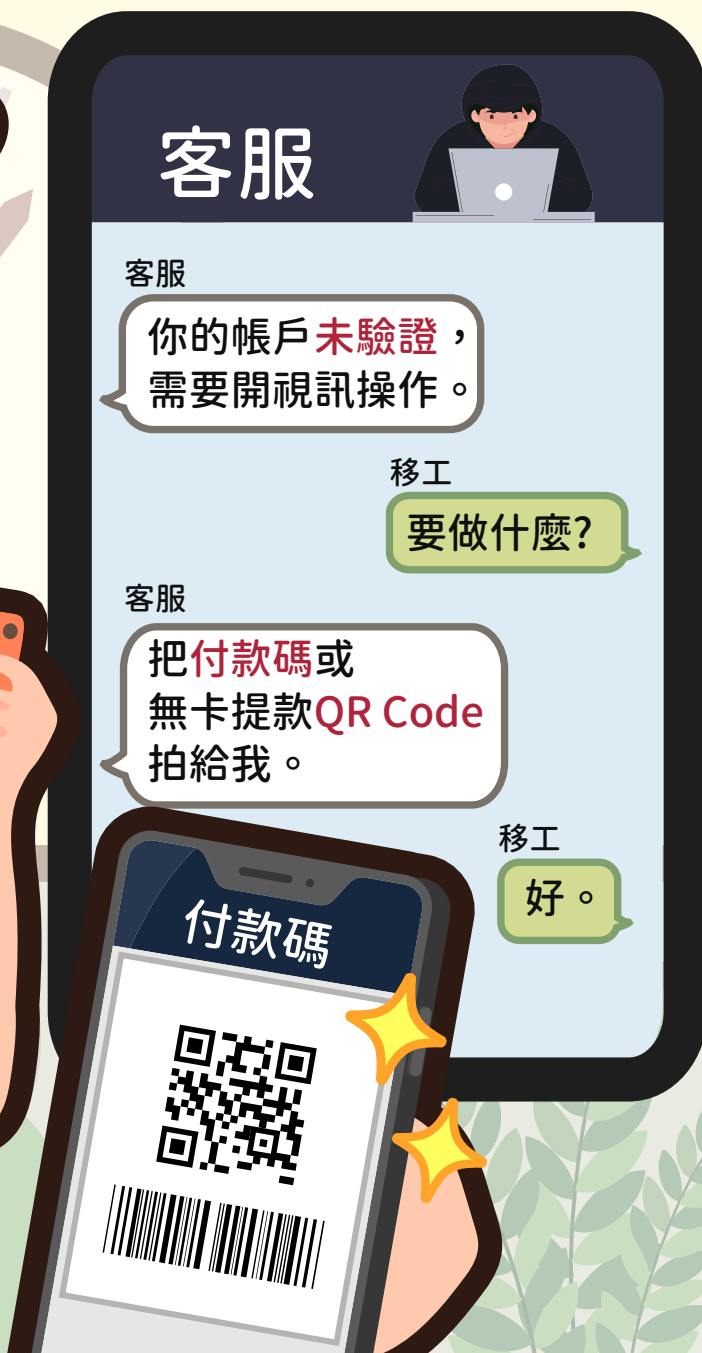 客服
客服
你的帳戶未驗證，
需要開視訊操作。
移工
要做什麼?
客服
把付款碼或
無卡提款QR Code
拍給我。
移工
好。
付款碼